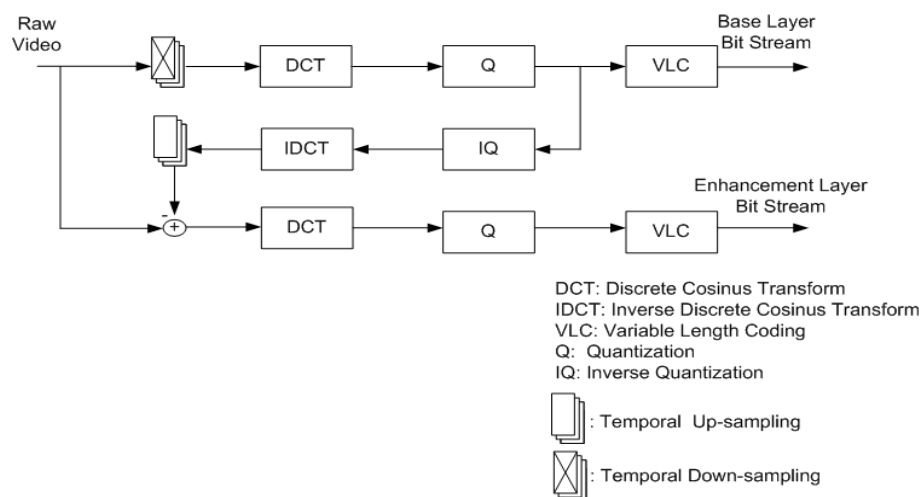 Raw
Video
Base Layer
Bit Stream
DCT
Q
VLC
IDCT
IQ
Enhancement Layer
Bit Stream
-
+
DCT
Q
VLC
DCT: Discrete Cosinus Transform
IDCT: Inverse Discrete Cosinus Transform
VLC: Variable Length Coding
Q: Quantization
IQ: Inverse Quantization
: Temporal Up-sampling
: Temporal Down-sampling